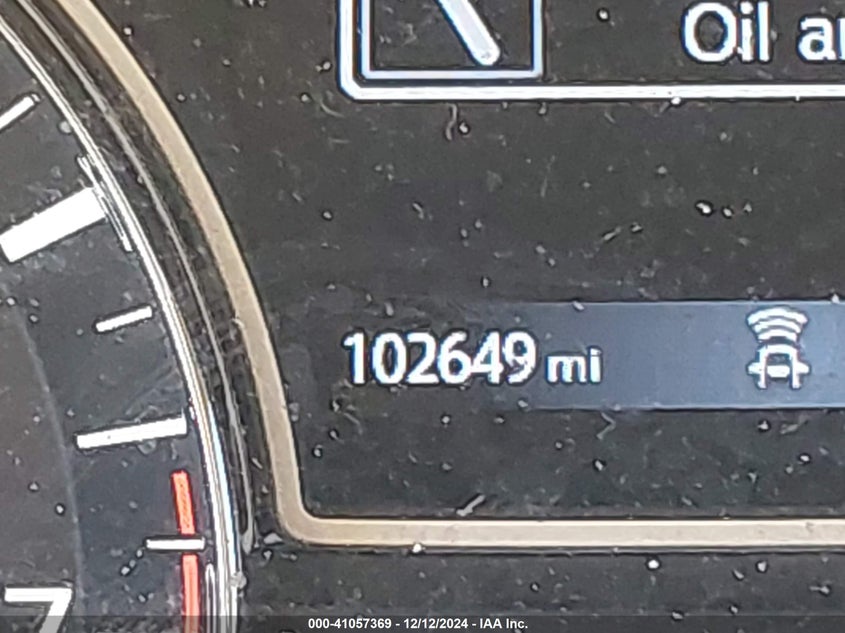 Oil
102649 mi
7
000-41057369 - 12/12/2024 - IAA Inc.